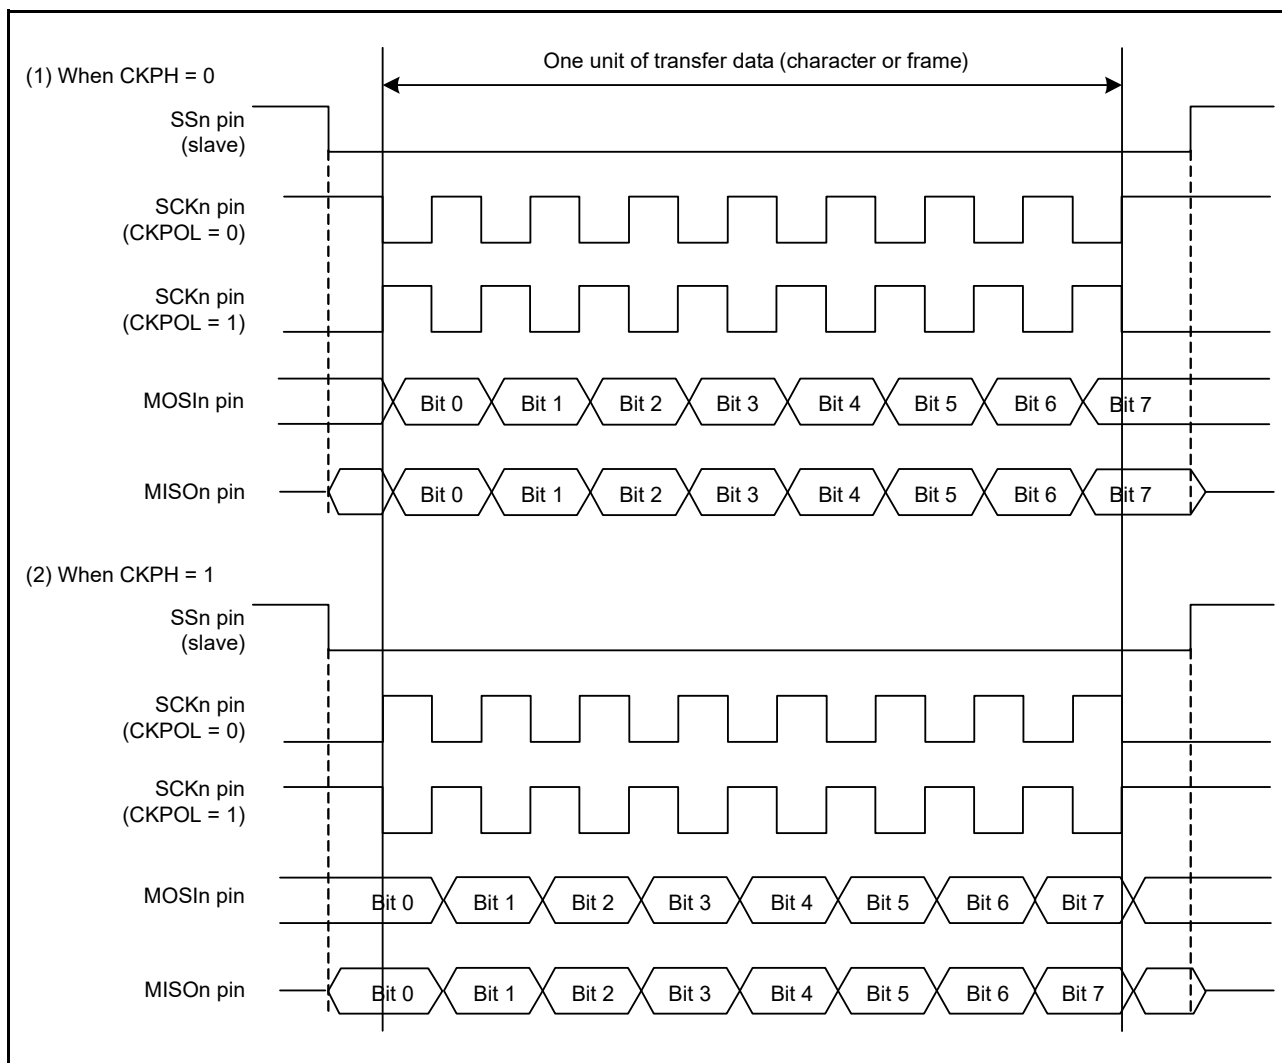 One unit of transfer data (character or frame)
(1) When CKPH = 0
SSn pin
(slave)
SCKn pin
(CKPOL = 0)
SCKn pin
(CKPOL = 1)
MOSIn pin
Bit 0 Bit 1 Bit 2 Bit 3 Bit 4 Bit 5 Bit 6 Bit 7
MISOn pin
Bit 0 Bit 1 Bit 2 Bit 3 Bit 4 Bit 5 Bit 6 Bit 7
(2) When CKPH = 1
SSn pin
(slave)
SCKn pin
(CKPOL = 0)
SCKn pin
(CKPOL = 1)
MOSIn pin
Bit 0 Bit 1 Bit 2 Bit 3 Bit 4 Bit 5 Bit 6 Bit 7
MISOn pin
Bit 0 Bit 1 Bit 2 Bit 3 Bit 4 Bit 5 Bit 6 Bit 7